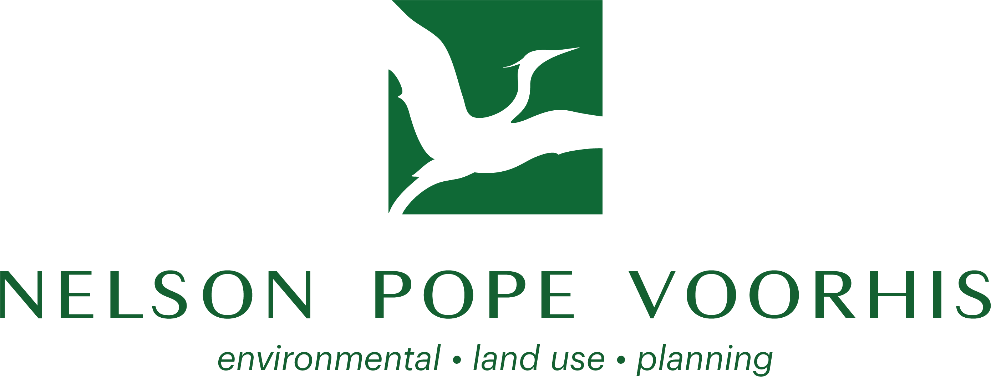 NELSON POPE VOORHIS
environmental • land use • planning